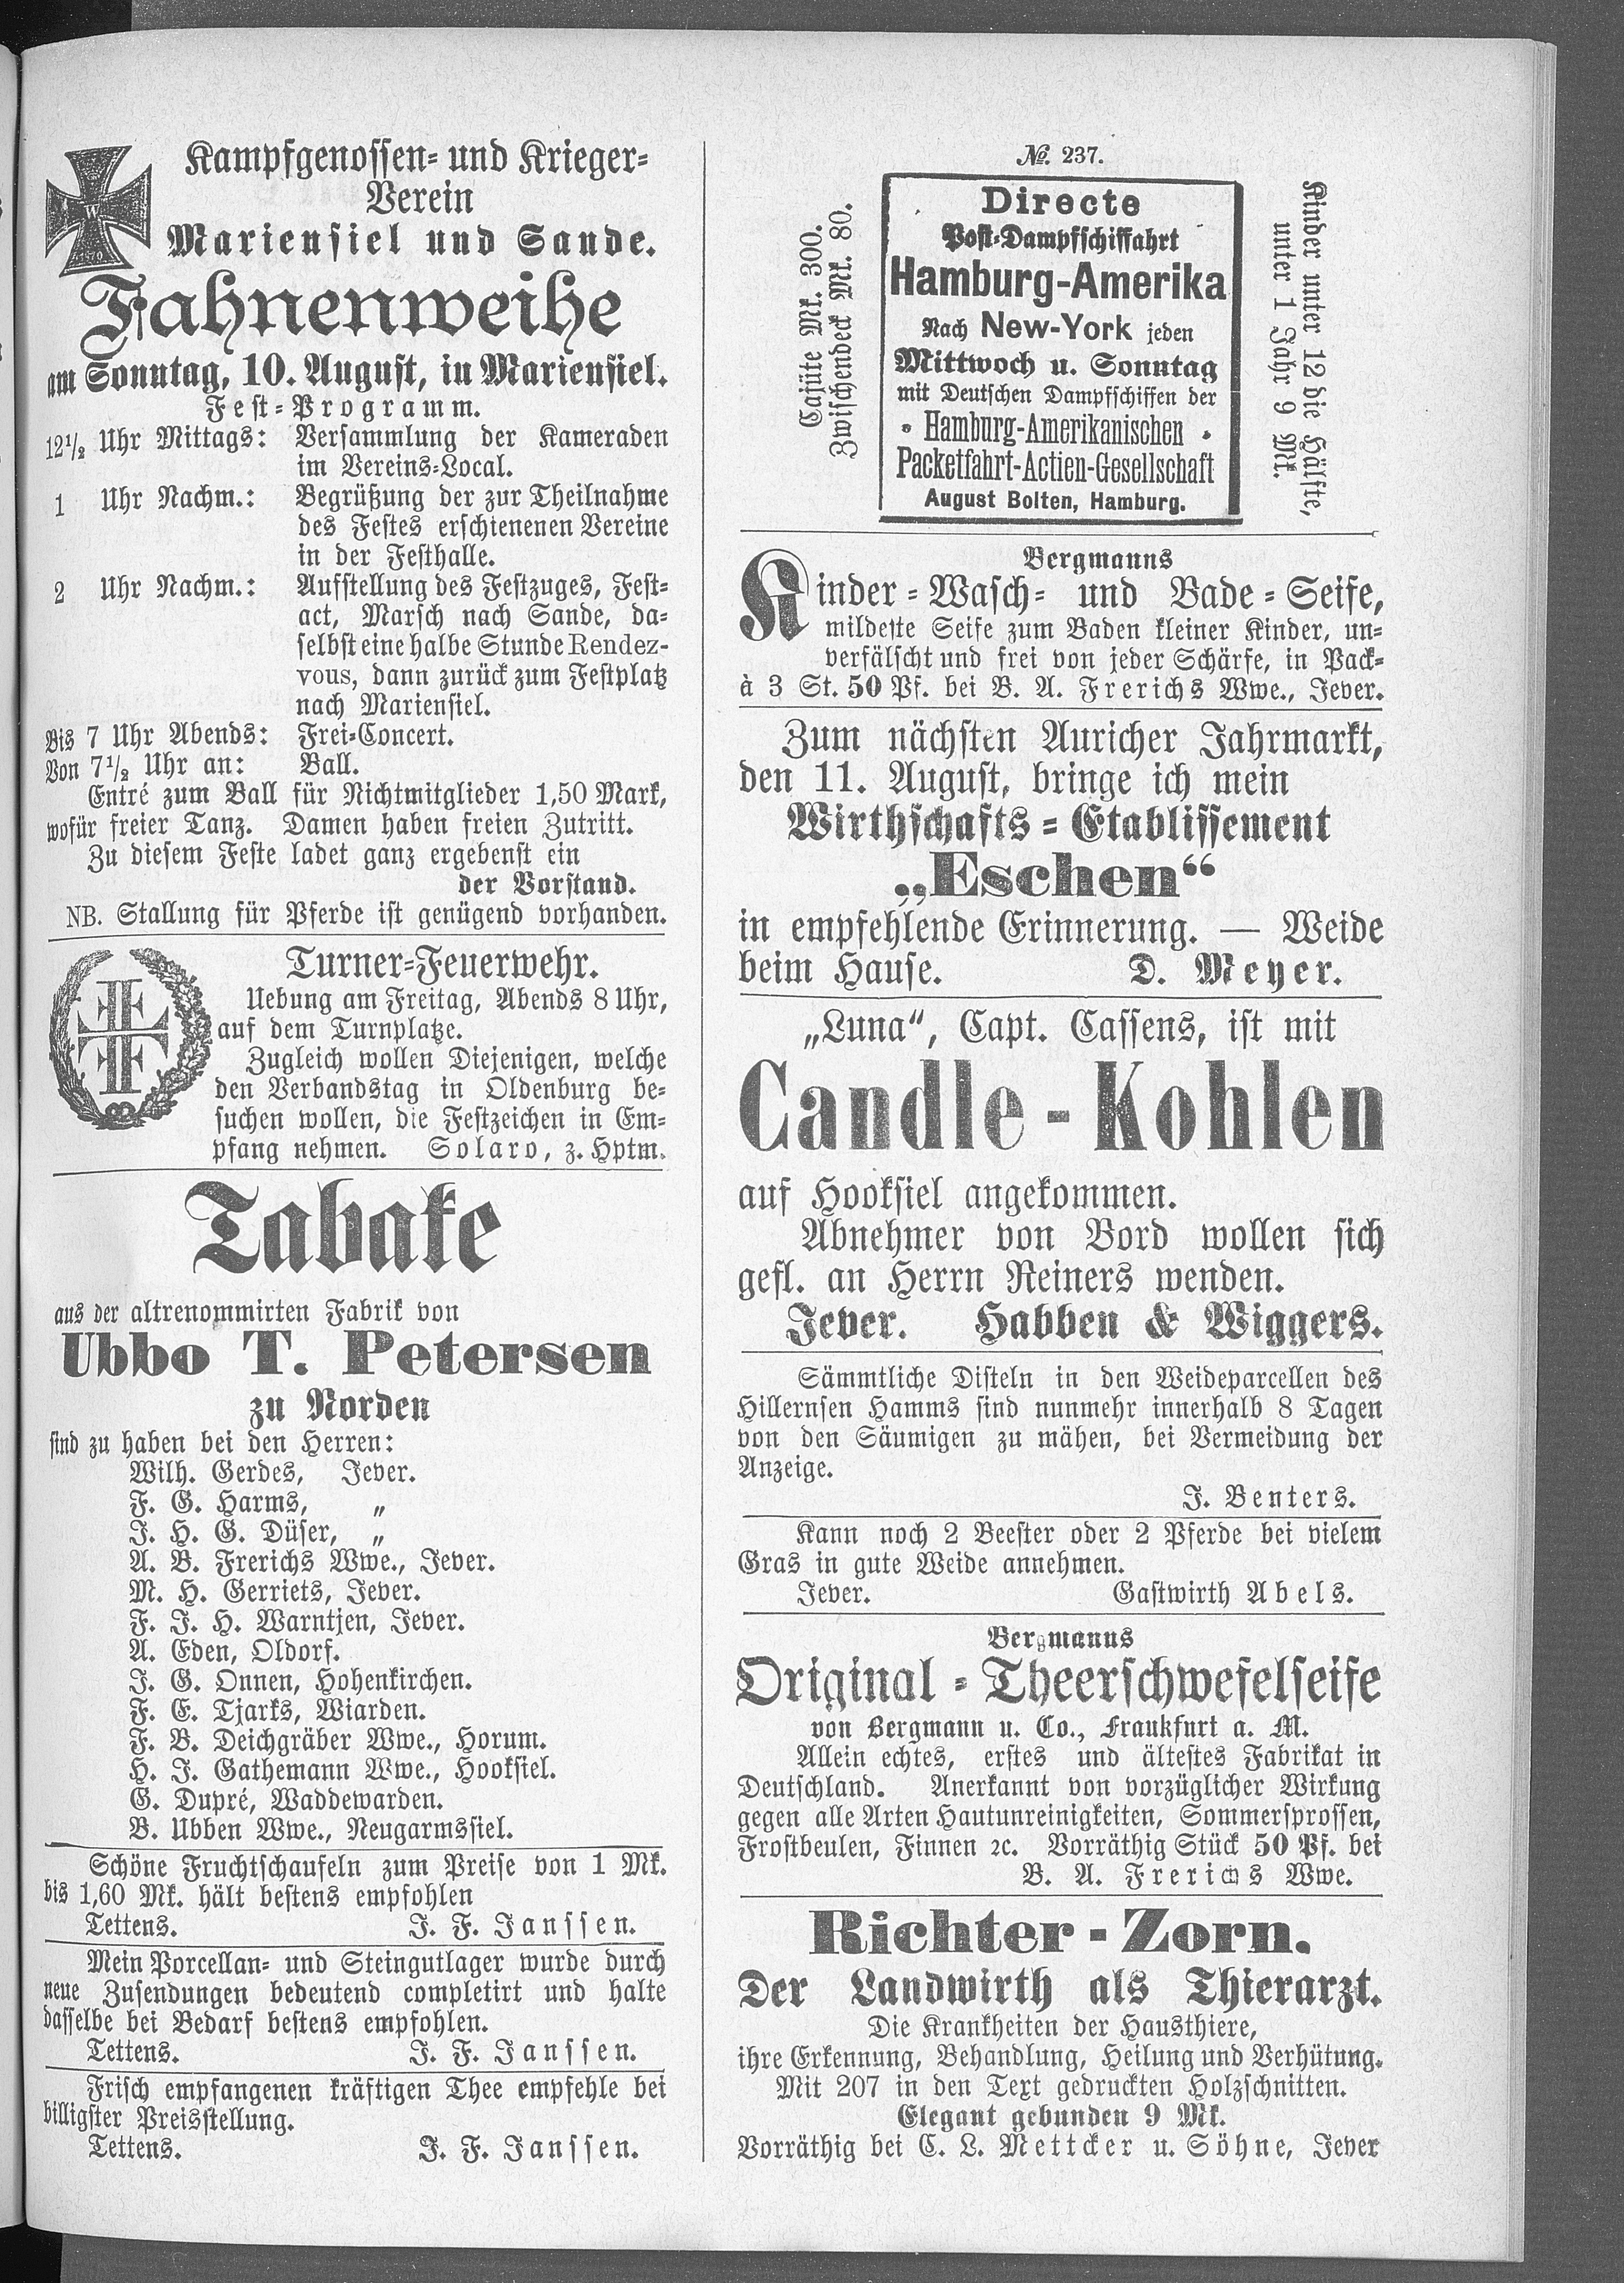 Kampfgenossen- und Krieger-
Verein
Mariensiel und Sande.
Fahnenweihe
am Sonntag, 10. August, in Mariensiel.
Fest-Programm.
12½ Uhr Mittags: Versammlung der Kameraden
im Vereins-Local.
1 Uhr Nachm.: Begrüßung der zur Theilnahme
des Festes erschienenen Vereine
in der Festhalle.
2 Uhr Nachm.: Aufstellung des Festzuges, Fest-
act, Marsch nach Sande, da-
selbst eine halbe Stunde Rendez-
vous, dann zurück zum Festplatz
nach Mariensiel.
Bis 7 Uhr Abends: Frei-Concert.
Von 7½ Uhr an: Ball.
Entré zum Ball für Nichtmitglieder 1,50 Mark,
wofür freier Tanz. Damen haben freien Zutritt.
Zu diesem Feste ladet ganz ergebenst ein
der Vorstand.
NB. Stallung für Pferde ist genügend vorhanden.
Turner-Feuerwehr.
Uebung am Freitag, Abends 8 Uhr,
auf dem Turnplatze.
Zugleich wollen Diejenigen, welche
den Verbandstag in Oldenburg be-
suchen wollen, die Festzeichen in Em-
pfang nehmen. Solaro, z. Hptm.
Tabake
aus der altrenommirten Fabrik von
Ubbo T. Petersen
zu Norden
sind zu haben bei den Herren:
Wilh. Gerdes, Jever.
F. G. Harms, „
J. H. G. Düser, „
A. B. Frerichs Wwe., Jever.
M. H. Gerriets, Jever.
F. J. H. Warntjen, Jever.
A. Eden, Oldorf.
J. G. Onnen, Hohenkirchen.
F. E. Tjarks, Wiarden.
F. B. Deichgräber Wwe., Horum.
H. J. Gathemann Wwe., Hooksiel.
G. Dupré, Waddewarden.
B. Ubben Wwe., Neugarmssiel.
Schöne Fruchtschaufeln zum Preise von 1 Mk.
bis 1,60 Mk. hält bestens empfohlen
Tettens. J. F. Janssen.
Mein Porcellan- und Steingutlager wurde durch
neue Zusendungen bedeutend completirt und halte
dasselbe bei Bedarf bestens empfohlen.
Tettens. J. F. Janssen.
Frisch empfangenen kräftigen Thee empfehle bei
billigster Preisstellung.
Tettens. J. F. Janssen.
No. 237.
Cajüte Mk. 300.
Zwischendeck Mk. 80.
Directe
Post-Dampfschiffahrt
Hamburg-Amerika
Nach New-York jeden
Mittwoch u. Sonntag
mit Deutschen Dampfschiffen der
Hamburg-Amerikanischen
Packetfahrt-Actien-Gesellschaft
August Bolten, Hamburg.
Kinder unter 12 die Hälfte,
unter 1 Jahr 9 Mk.
Bergmanns
Kinder-Wasch- und Bade-Seife,
mildeste Seife zum Baden kleiner Kinder, un-
verfälscht und frei von jeder Schärfe, in Pack-
à 3 St. 50 Pf. bei B. A. Frerichs Wwe., Jever.
Zum nächsten Auricher Jahrmarkt,
den 11. August, bringe ich mein
Wirthschafts-Etablissement
„Eschen“
in empfehlende Erinnerung. — Weide
beim Hause. D. Meyer.
„Luna“, Capt. Cassens, ist mit
Candle-Kohlen
auf Hooksiel angekommen.
Abnehmer von Bord wollen sich
gefl. an Herrn Reiners wenden.
Jever. Habben & Wiggers.
Sämmtliche Disteln in den Weideparcellen des
Hillernsen Hamms sind nunmehr innerhalb 8 Tagen
von den Säumigen zu mähen, bei Vermeidung der
Anzeige.
J. Benters.
Kann noch 2 Beester oder 2 Pferde bei vielem
Gras in gute Weide annehmen.
Jever. Gastwirth Abels.
Bergmanns
Original-Theerschwefelseife
von Bergmann u. Co., Frankfurt a. M.
Allein echtes, erstes und ältestes Fabrikat in
Deutschland. Anerkannt von vorzüglicher Wirkung
gegen alle Arten Hautunreinigkeiten, Sommersprossen,
Frostbeulen, Finnen ꝛc. Vorräthig Stück 50 Pf. bei
B. A. Frerichs Wwe.
Richter-Zorn.
Der Landwirth als Thierarzt.
Die Krankheiten der Hausthiere,
ihre Erkennung, Behandlung, Heilung und Verhütung.
Mit 207 in den Text gedruckten Holzschnitten.
Elegant gebunden 9 Mk.
Vorräthig bei C. L. Mettcker u. Söhne, Jever